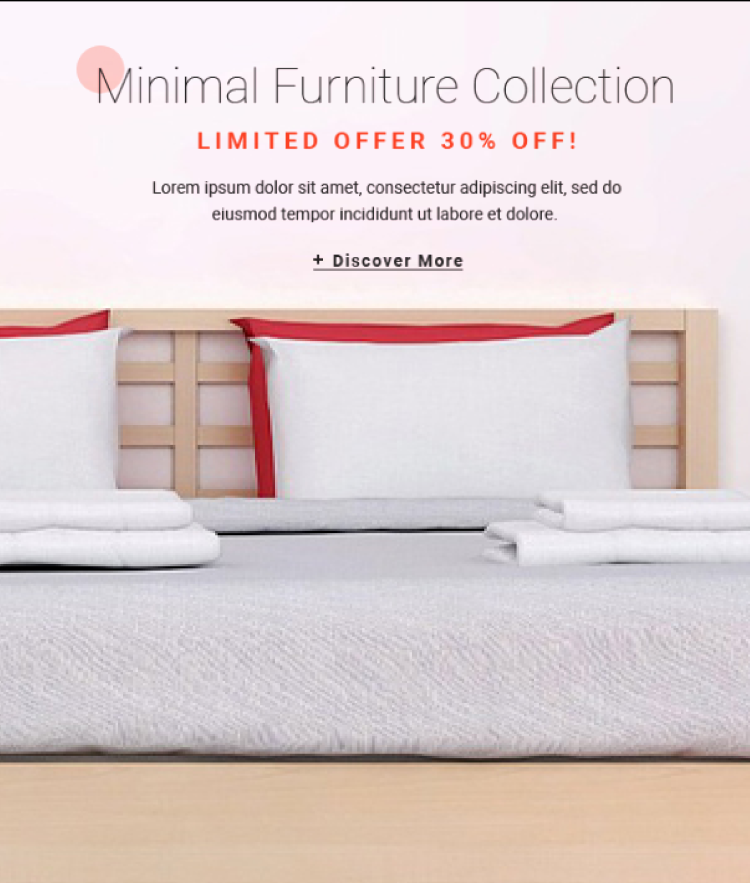 Minimal Furniture Collection
LIMITED OFFER 30% OFF!
Lorem ipsum dolor sit amet, consectetur adipiscing elit, sed do
eiusmod tempor incididunt ut labore et dolore.
+ Discover More